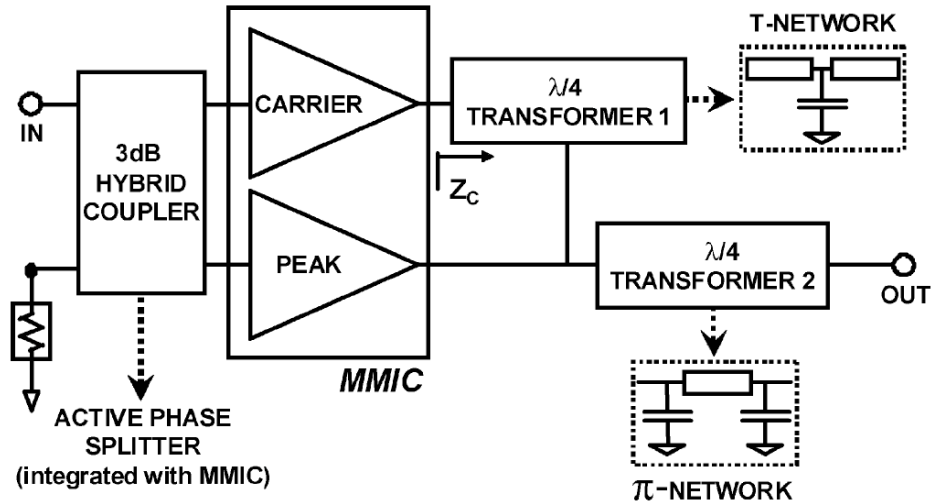 T-NETWORK
IN
3dB
HYBRID
COUPLER
CARRIER
PEAK
MMIC
λ/4
TRANSFORMER 1
Zc
λ/4
TRANSFORMER 2
OUT
ACTIVE PHASE
SPLITTER
(integrated with MMIC)
π-NETWORK